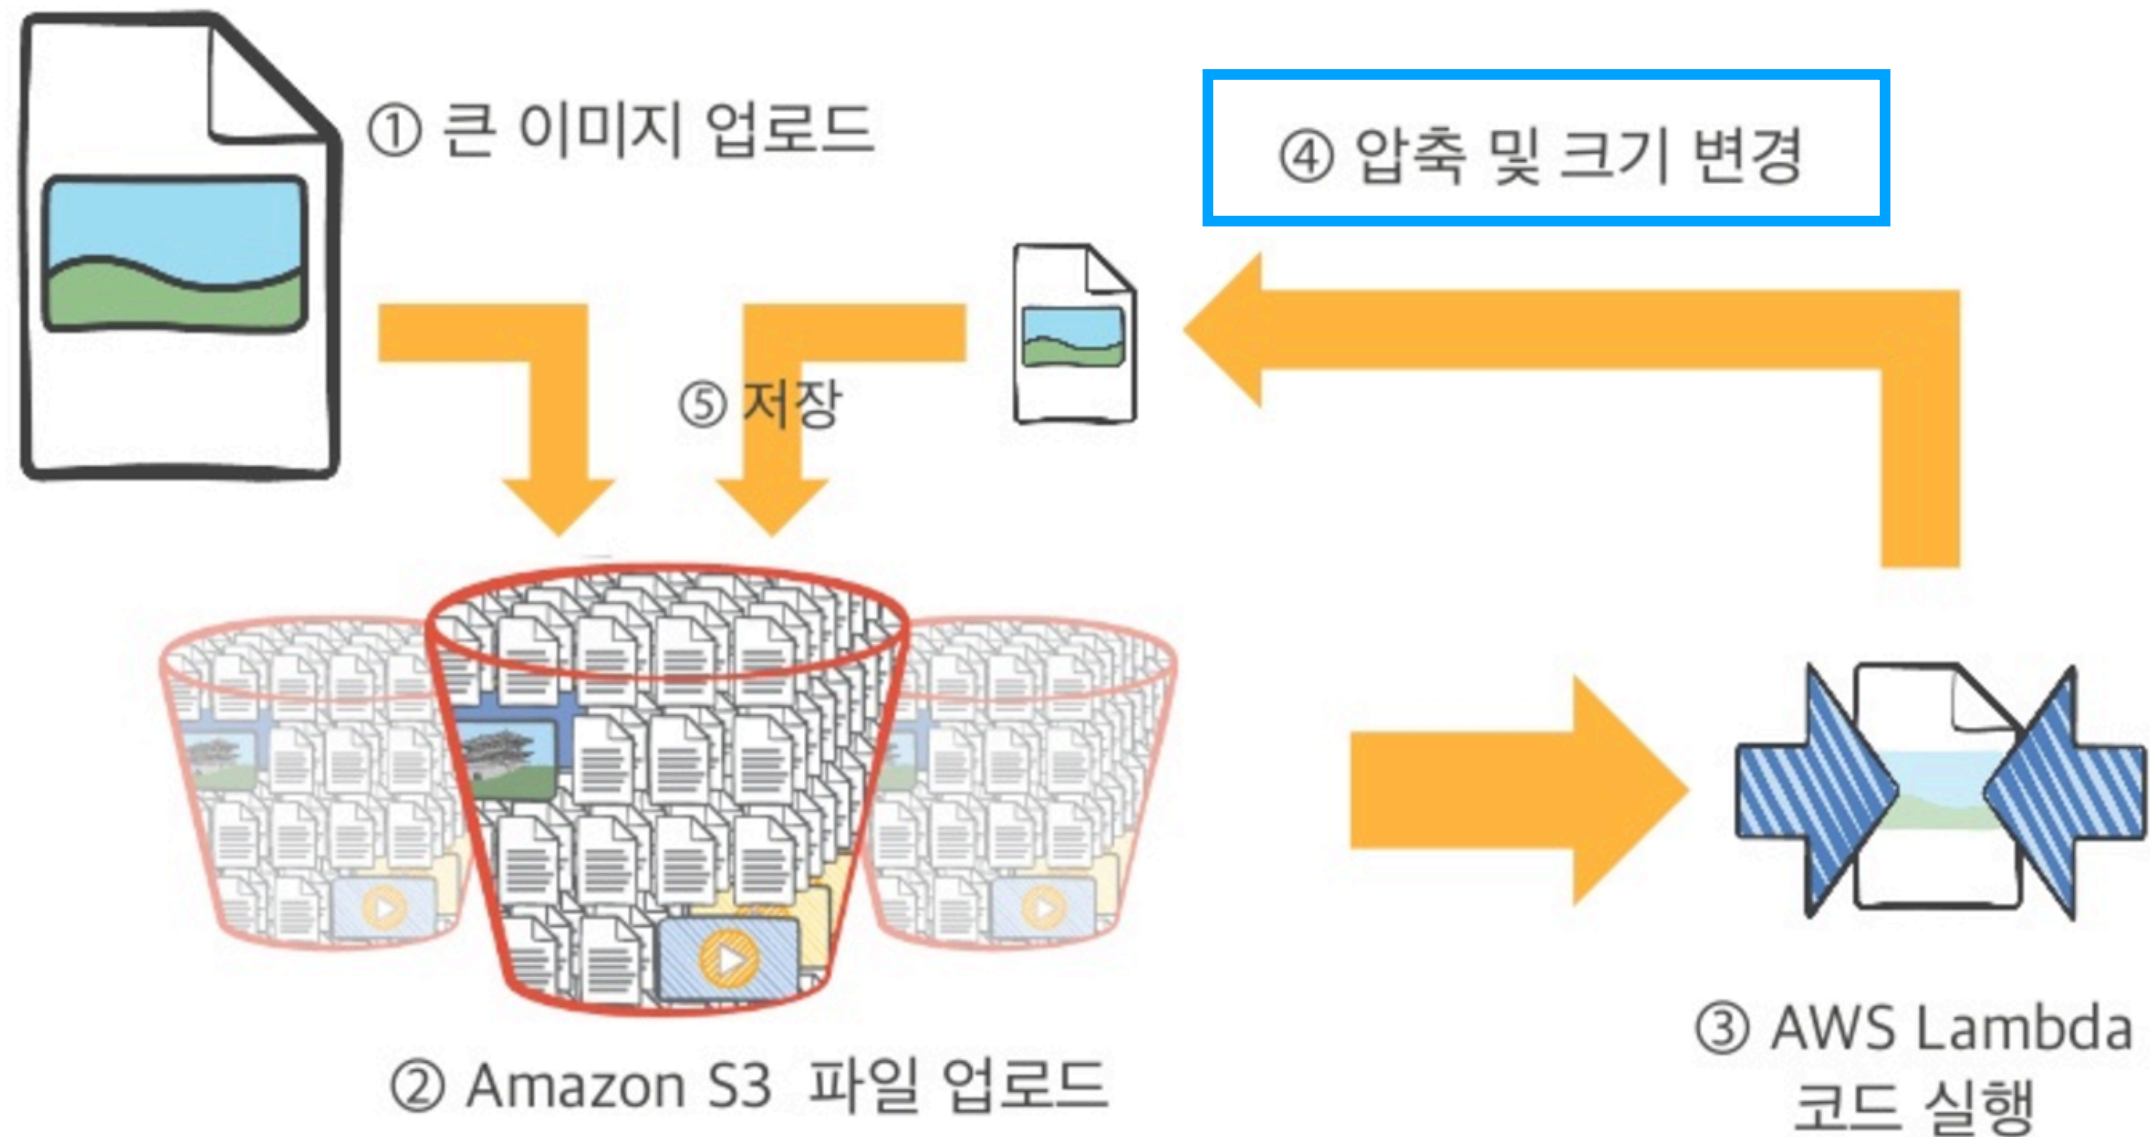 ① 큰 이미지 업로드
④ 압축 및 크기 변경
⑤ 저장
② Amazon S3 파일 업로드
③ AWS Lambda
코드 실행